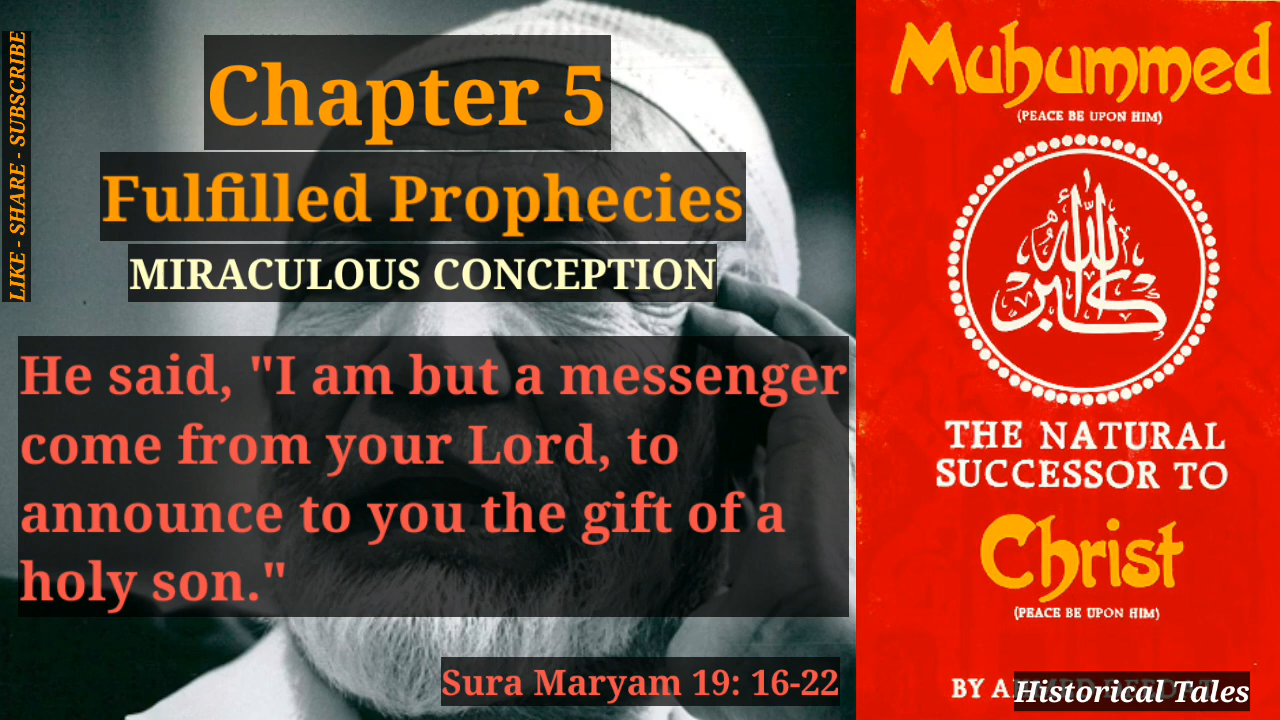 LIKE - SHARE - SUBSCRIBE
Chapter 5
Fulfilled Prophecies
MIRACULOUS CONCEPTION
He said, "I am but a messenger
come from your Lord, to
announce to you the gift of a
holy son."
Sura Maryam 19: 16-22
Muhummed
(PEACE BE UPON HIM)
الله
أكبر
THE NATURAL
SUCCESSOR TO
Christ
(PEACE BE UPON HIM)
BY
Historical Tales